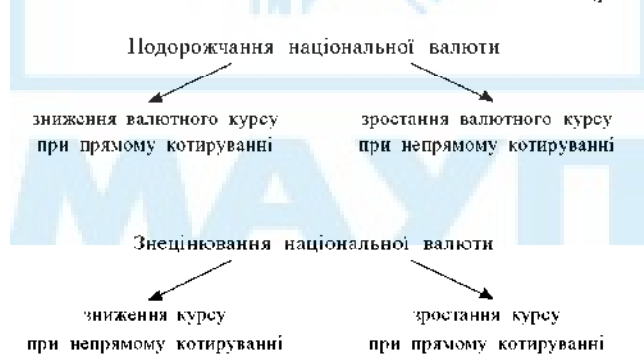 Подорожчання національної валюти
зниження валютного курсу
при прямому котируванні
зростання валютного курсу
при непрямому котируванні
МАУП
Знецінювання національної валюти
зниження курсу
при непрямому котируванні
зростання курсу
при прямому котируванні